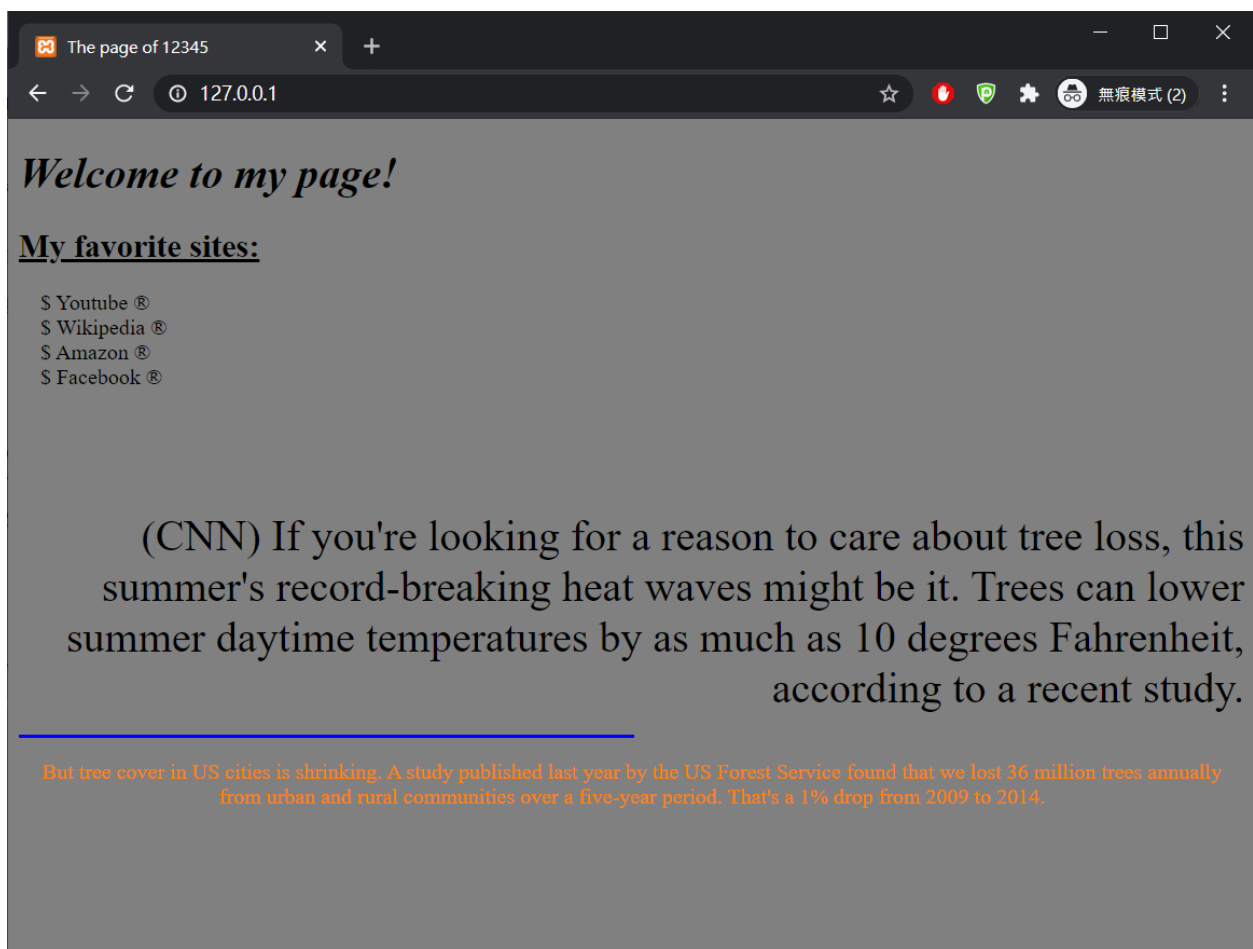 The page of 12345
127.0.0.1
無痕模式 (2)
Welcome to my page!
My favorite sites:
$ Youtube ®
$ Wikipedia ®
$ Amazon ®
$ Facebook ®
(CNN) If you're looking for a reason to care about tree loss, this
summer's record-breaking heat waves might be it. Trees can lower
summer daytime temperatures by as much as 10 degrees Fahrenheit,
according to a recent study.
But tree cover in US cities is shrinking. A study published last year by the US Forest Service found that we lost 36 million trees annually
from urban and rural communities over a five-year period. That's a 1% drop from 2009 to 2014.